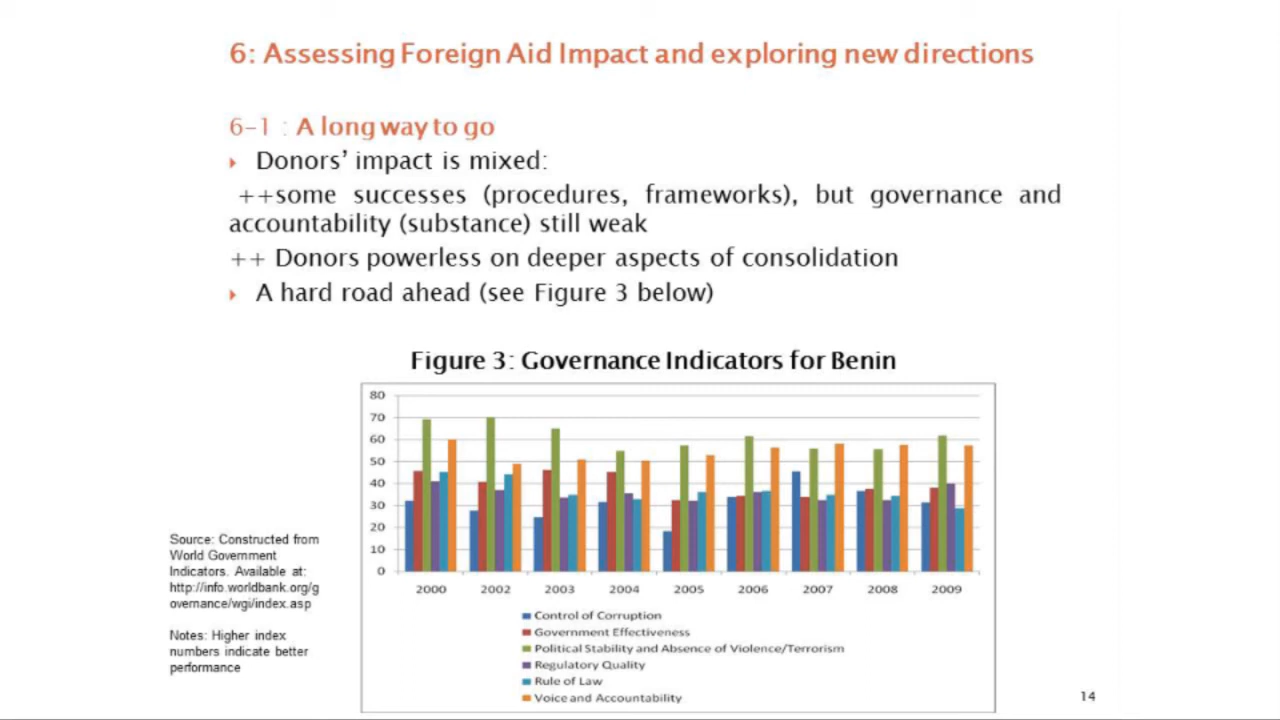 6: Assessing Foreign Aid Impact and exploring new directions
6-1 : A long way to go
Donors' impact is mixed:
++some successes (procedures, frameworks), but governance and
accountability (substance) still weak
++ Donors powerless on deeper aspects of consolidation
A hard road ahead (see Figure 3 below)
Figure 3: Governance Indicators for Benin
80
70
60
50
40
30
20
10
0
2000 2002 2003 2004 2005 2006 2007 2008 2009
Control of Corruption
Government Effectiveness
Political Stability and Absence of Violence/Terrorism
Regulatory Quality
Rule of Law
Voice and Accountability
Source: Constructed from
World Government
Indicators. Available at:
http://info.worldbank.org/g
overnance/wgi/index.asp
Notes: Higher index
numbers indicate better
performance
14